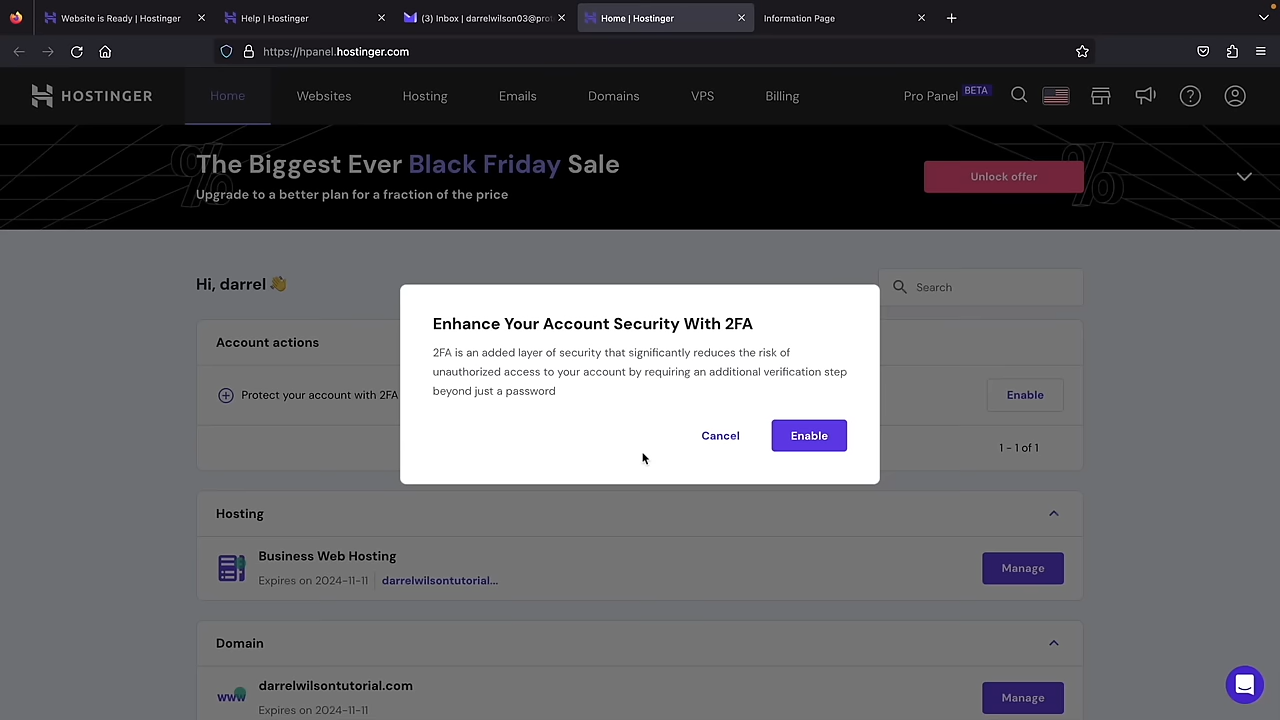 Website is Ready | Hostinger
Help | Hostinger
(3) Inbox | darrelwilson03@pro
Home | Hostinger
Information Page
https://hpanel.hostinger.com
HOSTINGER
Home
Websites
Hosting
Emails
Domains
VPS
Billing
Pro Panel BETA
The Biggest Ever Black Friday Sale
Upgrade to a better plan for a fraction of the price
Unlock offer
Hi, darrel 👋
Search
Account actions
Protect your account with 2FA
Enable
1 - 1 of 1
Enhance Your Account Security With 2FA
2FA is an added layer of security that significantly reduces the risk of
unauthorized access to your account by requiring an additional verification step
beyond just a password
Cancel
Enable
Hosting
Business Web Hosting
Expires on 2024-11-11
darrelwilsontutorial...
Manage
Domain
www
darrelwilsontutorial.com
Expires on 2024-11-11
Manage